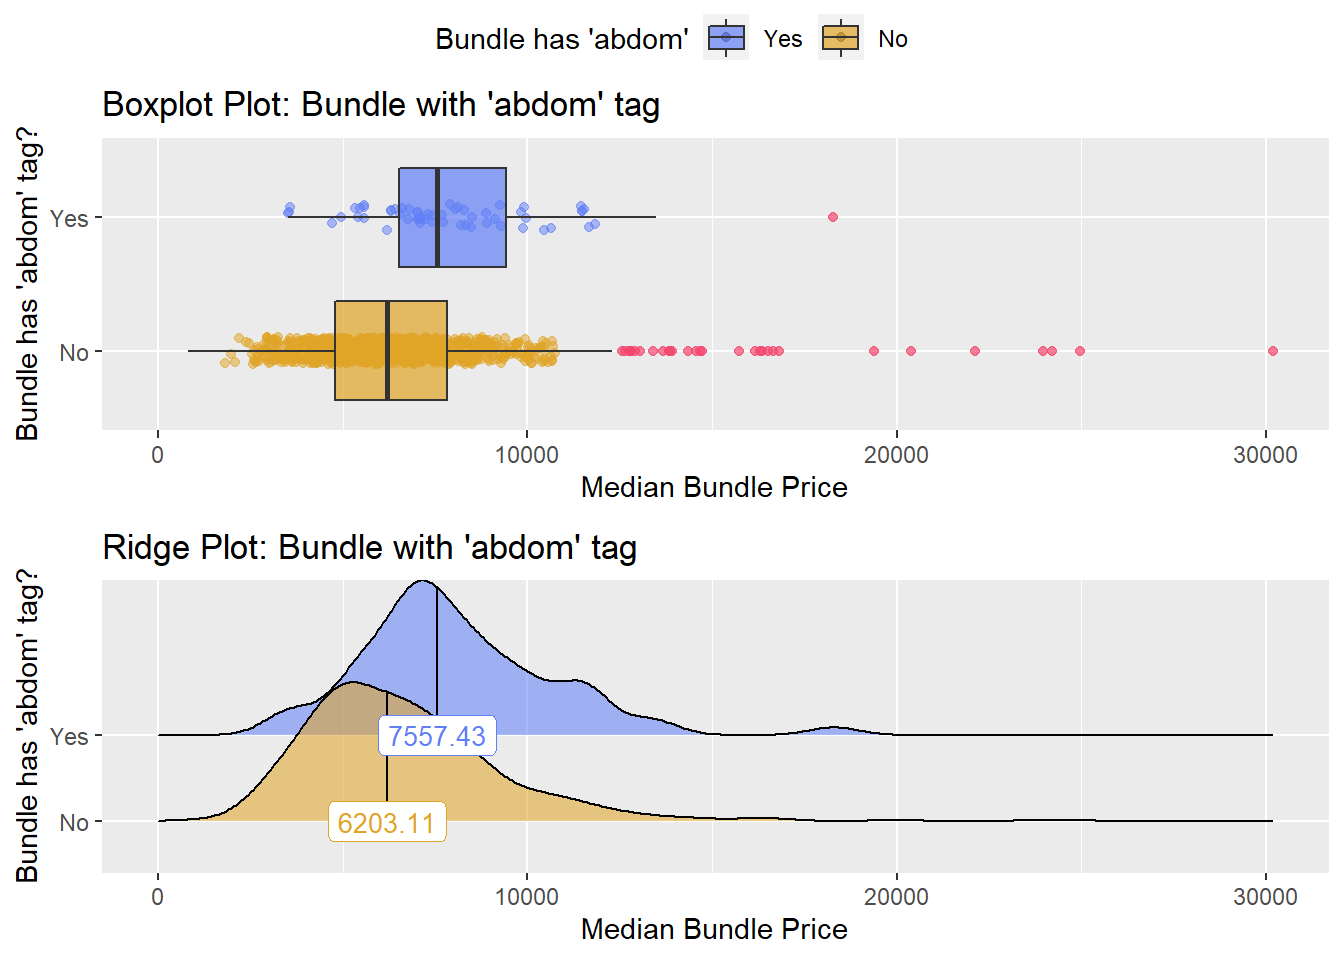 Bundle has 'abdom' Yes No
Boxplot Plot: Bundle with 'abdom' tag
Bundle has 'abdom' tag?
Yes
No
0 10000 20000 30000
Median Bundle Price
Ridge Plot: Bundle with 'abdom' tag
Bundle has 'abdom' tag?
Yes
7557.43
No
6203.11
0 10000 20000 30000
Median Bundle Price